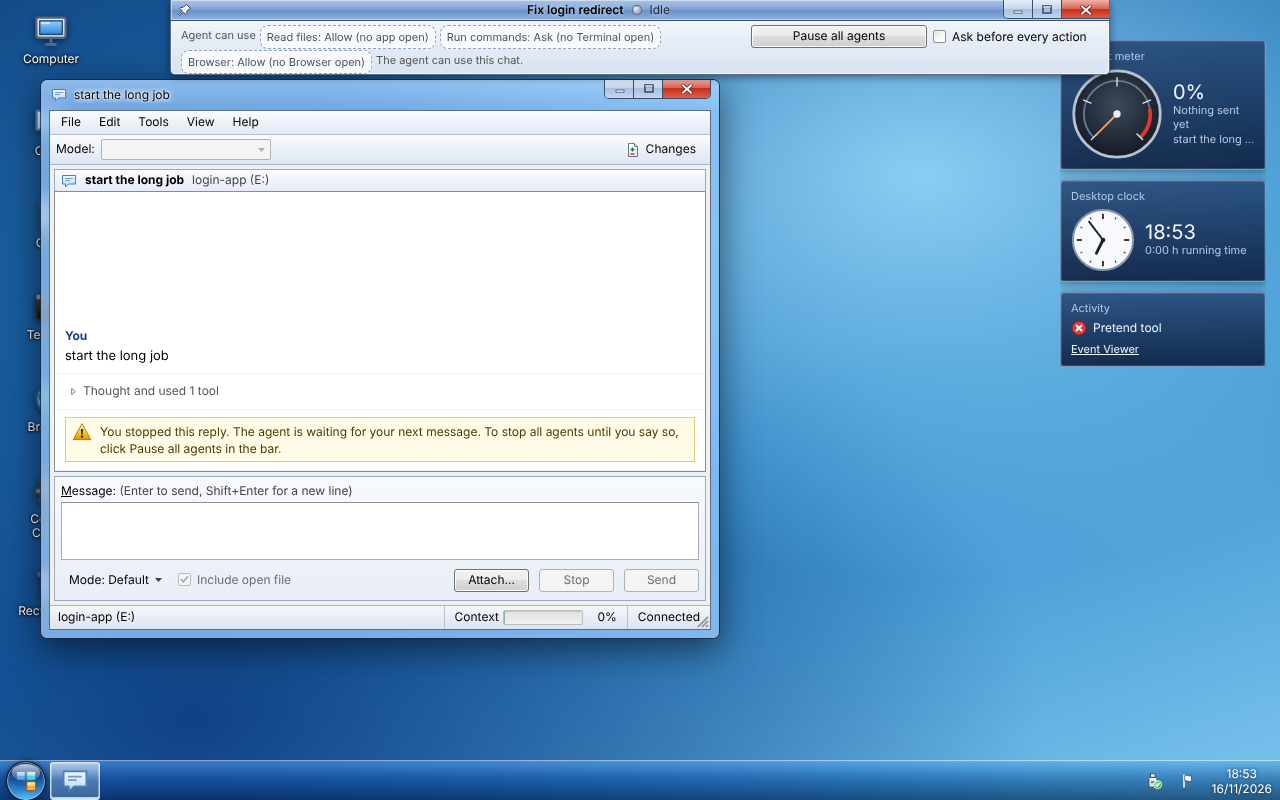 Fix login redirect Idle
Agent can use Read files: Allow (no app open) Run commands: Ask (no Terminal open)
Browser: Allow (no Browser open) The agent can use this chat.
Pause all agents Ask before every action
Computer
start the long job
File Edit Tools View Help
Model: Changes
start the long job login-app (E:)
You
start the long job
Thought and used 1 tool
You stopped this reply. The agent is waiting for your next message. To stop all agents until you say so,
click Pause all agents in the bar.
Message: (Enter to send, Shift+Enter for a new line)
Mode: Default Include open file Attach... Stop Send
login-app (E:) Context 0% Connected
meter
0%
Nothing sent
yet
start the long ...
Desktop clock
18:53
0:00 h running time
Activity
Pretend tool
Event Viewer
18:53
16/11/2026